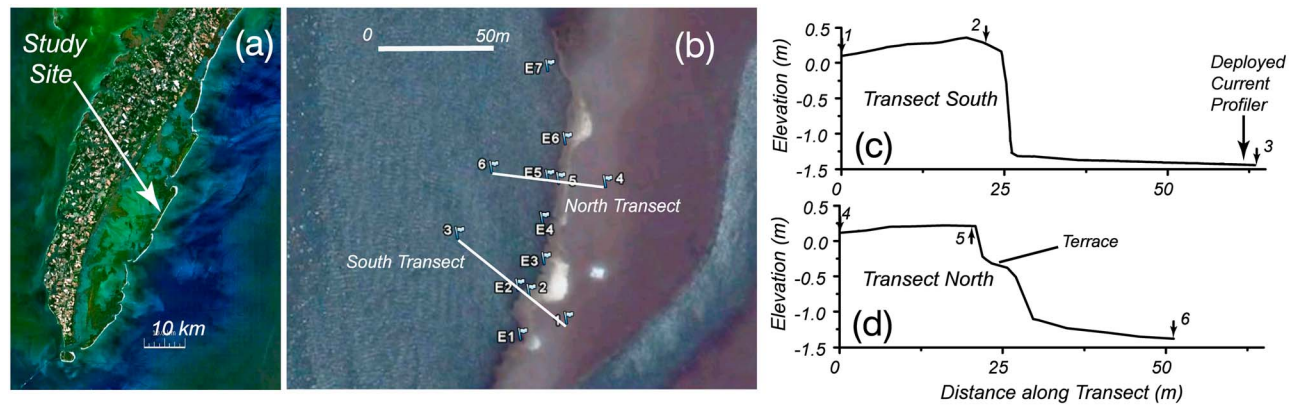 (a)
Study
Site
10 km
(b)
0 50m
E7
E6
6
E5
5
4
North Transect
E4
3
South Transect
E3
E2
2
1
E1
(c)
Elevation (m)
0.5
0.0
-0.5
-1.0
-1.5
1
2
Transect South
Deployed
Current
Profiler
3
0 25 50
(d)
Elevation (m)
0.5
0.0
-0.5
-1.0
-1.5
4
5
Terrace
Transect North
6
0 25 50
Distance along Transect (m)